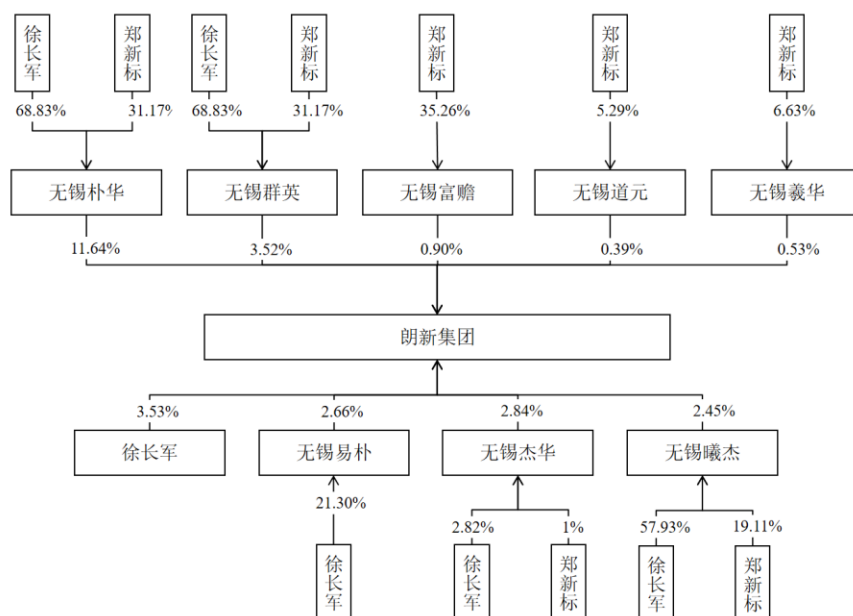 徐长军
郑新标
徐长军
郑新标
郑新标
郑新标
郑新标
68.83%
31.17%
68.83%
31.17%
35.26%
5.29%
6.63%
无锡朴华
无锡群英
无锡富赡
无锡道元
无锡羲华
11.64%
3.52%
0.90%
0.39%
0.53%
朗新集团
3.53%
2.66%
2.84%
2.45%
徐长军
无锡易朴
无锡杰华
无锡曦杰
21.30%
2.82%
1%
57.93%
19.11%
徐长军
徐长军
郑新标
徐长军
郑新标